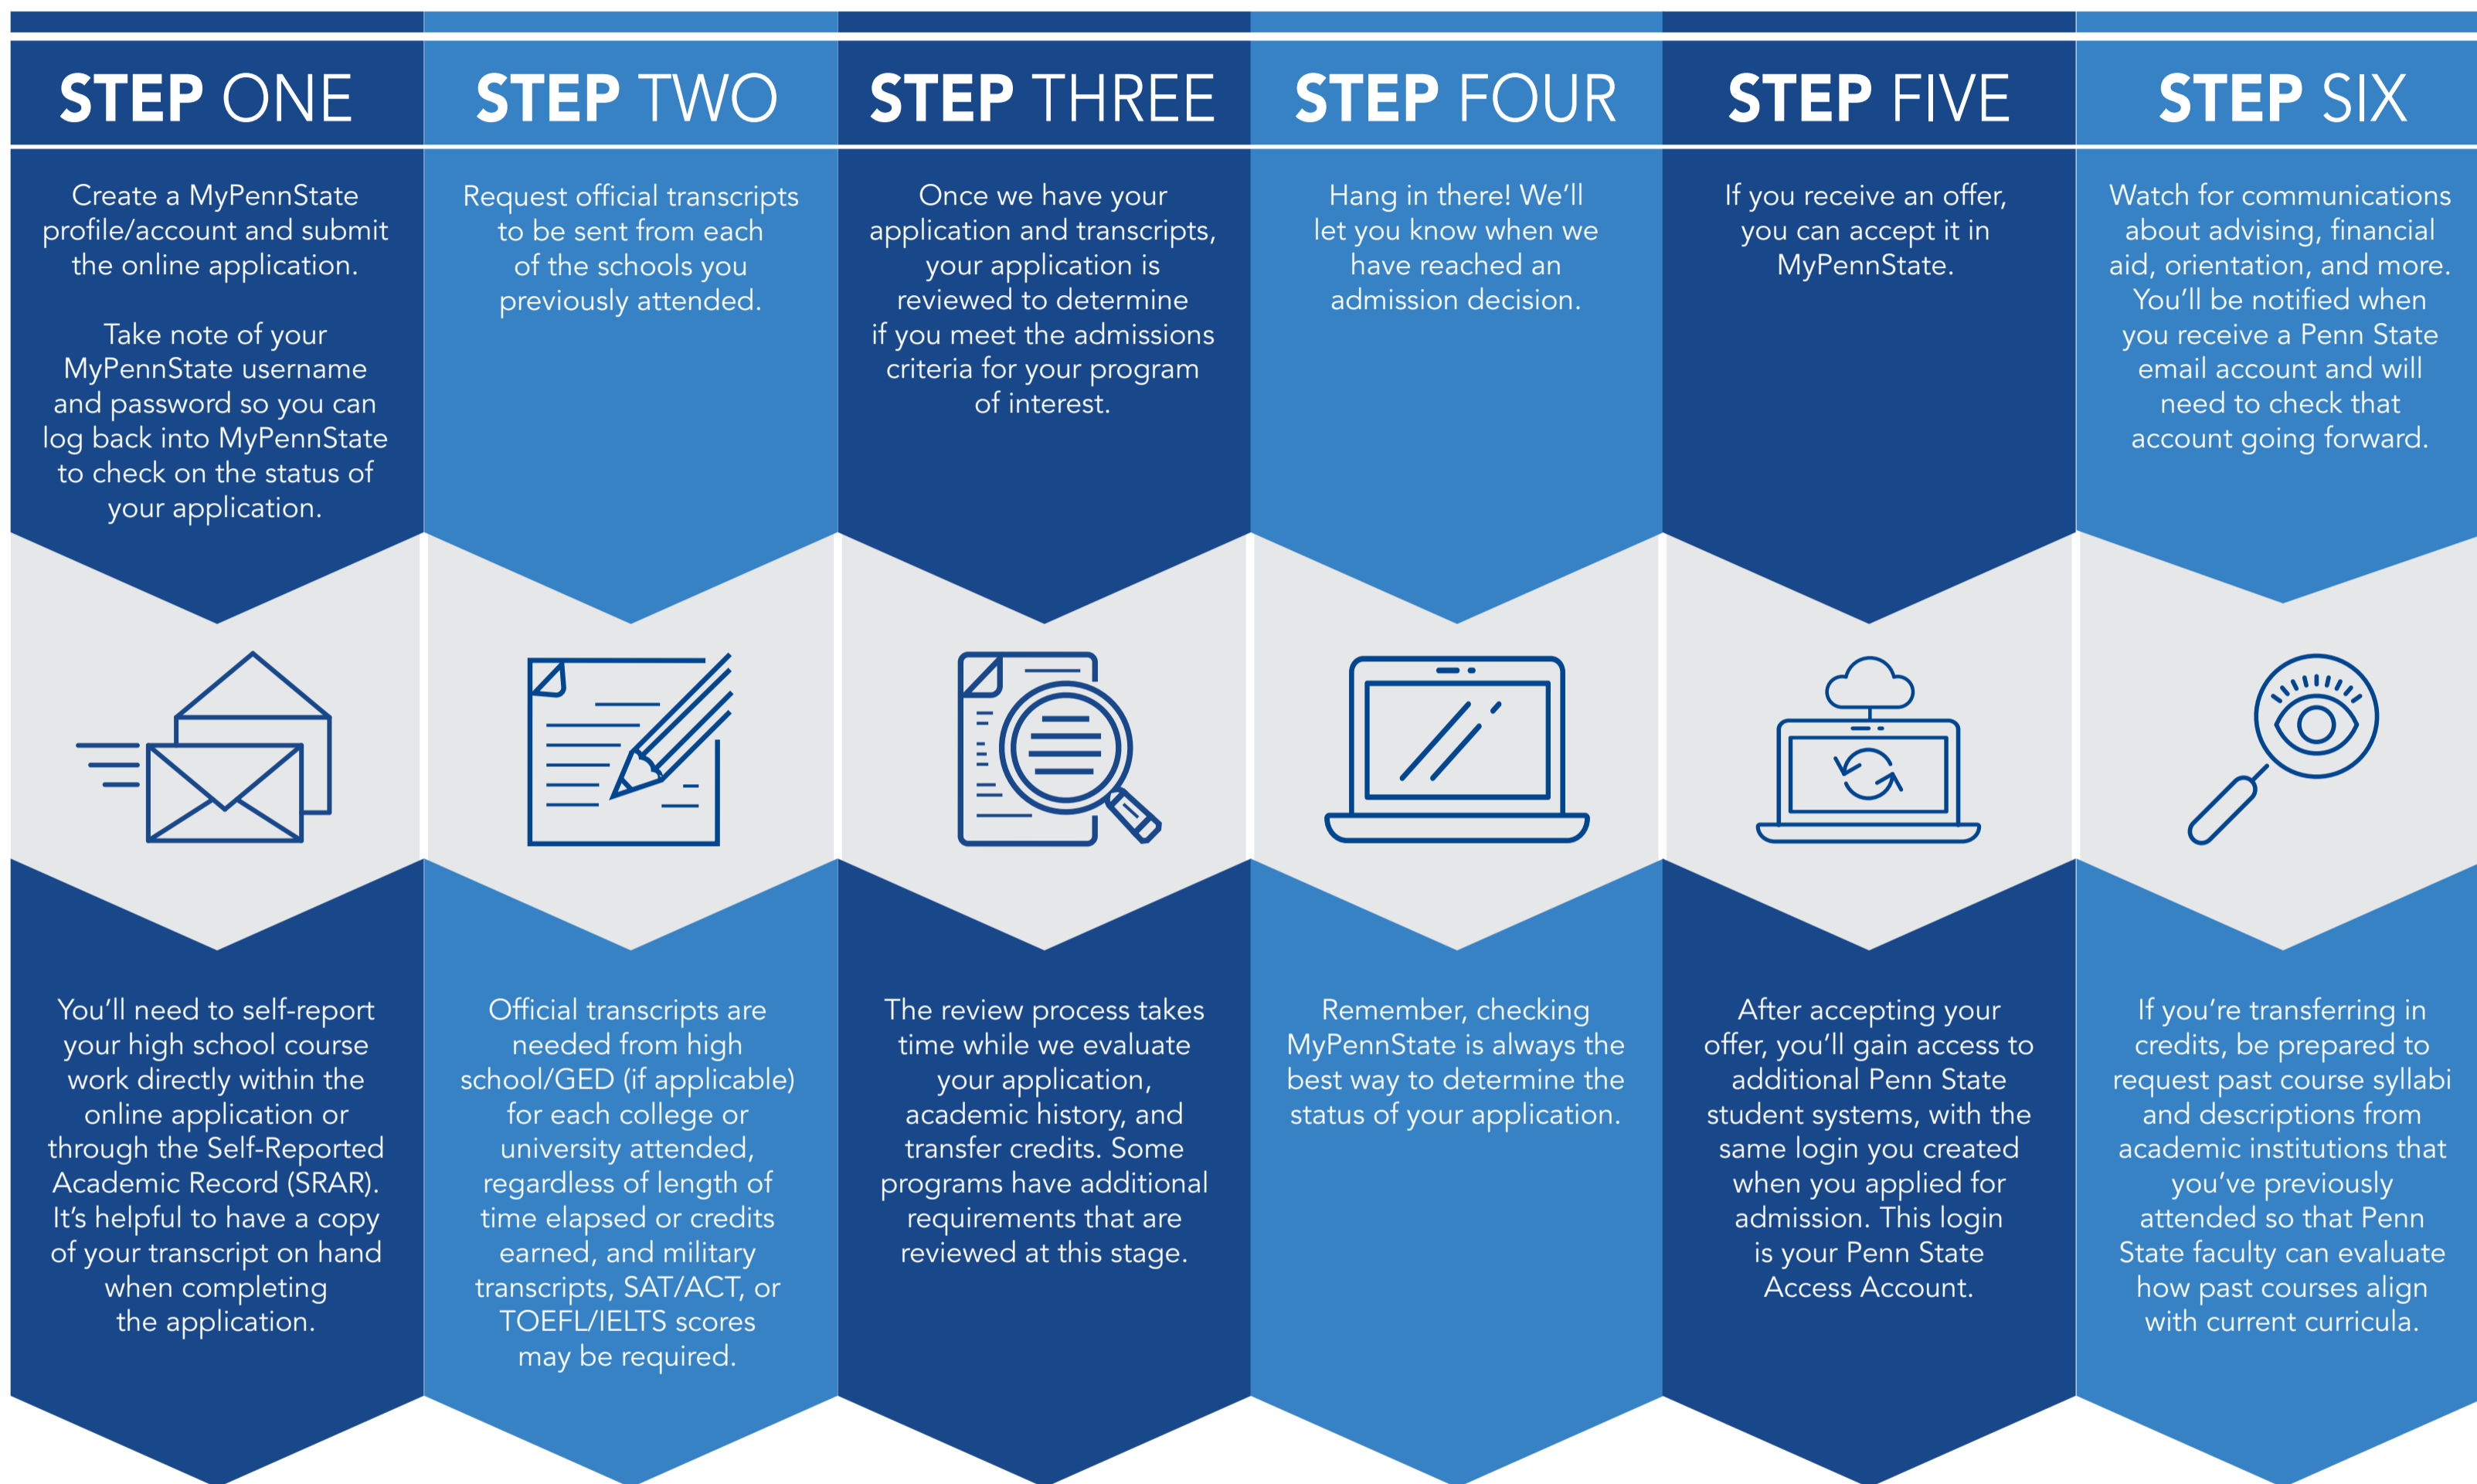 STEP ONE
Create a MyPennState
profile/account and submit
the online application.
Take note of your
MyPennState username
and password so you can
log back into MyPennState
to check on the status of
your application.
You'll need to self-report
your high school course
work directly within the
online application or
through the Self-Reported
Academic Record (SRAR).
It's helpful to have a copy
of your transcript on hand
when completing
the application.
STEP TWO
Request official transcripts
to be sent from each
of the schools you
previously attended.
Official transcripts are
needed from high
school/GED (if applicable)
for each college or
university attended,
regardless of length of
time elapsed or credits
earned, and military
transcripts, SAT/ACT, or
TOEFL/IELTS scores
may be required.
STEP THREE
Once we have your
application and transcripts,
your application is
reviewed to determine
if you meet the admissions
criteria for your program
of interest.
The review process takes
time while we evaluate
your application,
academic history, and
transfer credits. Some
programs have additional
requirements that are
reviewed at this stage.
STEP FOUR
Hang in there! We'll
let you know when we
have reached an
admission decision.
Remember, checking
MyPennState is always the
best way to determine the
status of your application.
STEP FIVE
If you receive an offer,
you can accept it in
MyPennState.
After accepting your
offer, you'll gain access to
additional Penn State
student systems, with the
same login you created
when you applied for
admission. This login
is your Penn State
Access Account.
STEP SIX
Watch for communications
about advising, financial
aid, orientation, and more.
You'll be notified when
you receive a Penn State
email account and will
need to check that
account going forward.
If you're transferring in
credits, be prepared to
request past course syllabi
and descriptions from
academic institutions that
you've previously
attended so that Penn
State faculty can evaluate
how past courses align
with current curricula.